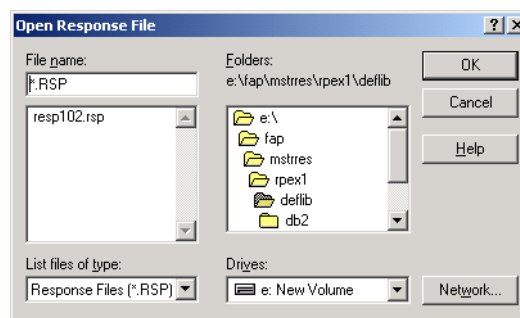 Open Response File
File name:
*.RSP
resp102.rsp
List files of type:
Response Files (*.RSP)
Folders:
e:\fap\mstrres\rpex1\deflib
e:\
fap
mstrres
rpex1
deflib
db2
Drives:
e: New Volume
OK
Cancel
Help
Network...